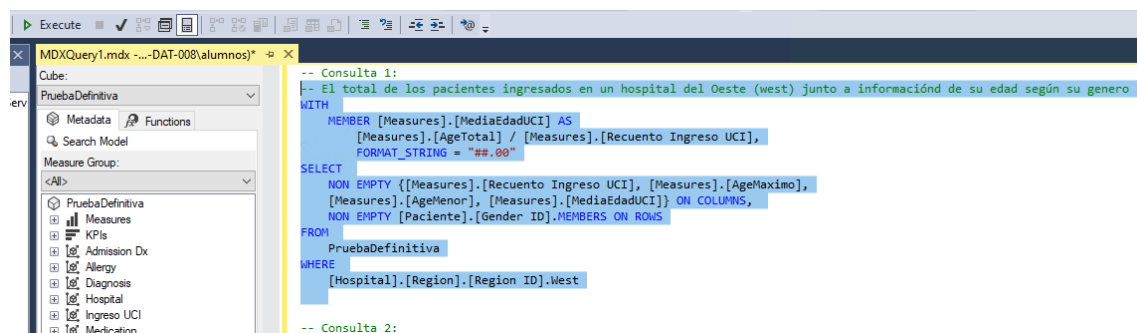 Execute
MDXQuery1.mdx -...-DAT-008\alumnos)*
Cube:
PruebaDefinitiva
Metadata
Functions
Search Model
Measure Group:
<All>
PruebaDefinitiva
Measures
KPIs
Admission Dx
Allergy
Diagnosis
Hospital
Ingreso UCI
Medication
-- Consulta 1:
-- El total de los pacientes ingresados en un hospital del Oeste (west) junto a informaciónd de su edad según su genero
WITH
MEMBER [Measures].[MediaEdadUCI] AS
[Measures].[AgeTotal] / [Measures].[Recuento Ingreso UCI],
FORMAT_STRING = "##.00"
SELECT
NON EMPTY {[Measures].[Recuento Ingreso UCI], [Measures].[AgeMaximo],
[Measures].[AgeMenor], [Measures].[MediaEdadUCI]} ON COLUMNS,
NON EMPTY [Paciente].[Gender ID].MEMBERS ON ROWS
FROM
PruebaDefinitiva
WHERE
[Hospital].[Region].[Region ID].West
-- Consulta 2: